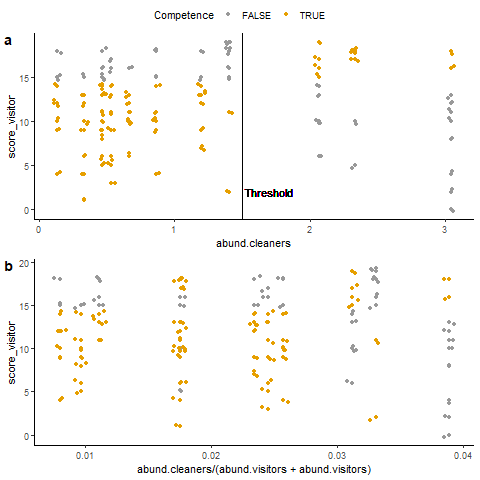 Competence FALSE TRUE
a
score_visitor
15
10
5
0
Threshold
0 1 2 3
abund.cleaners
b
score_visitor
20
15
10
5
0
0.01 0.02 0.03 0.04
abund.cleaners/(abund.visitors + abund.visitors)